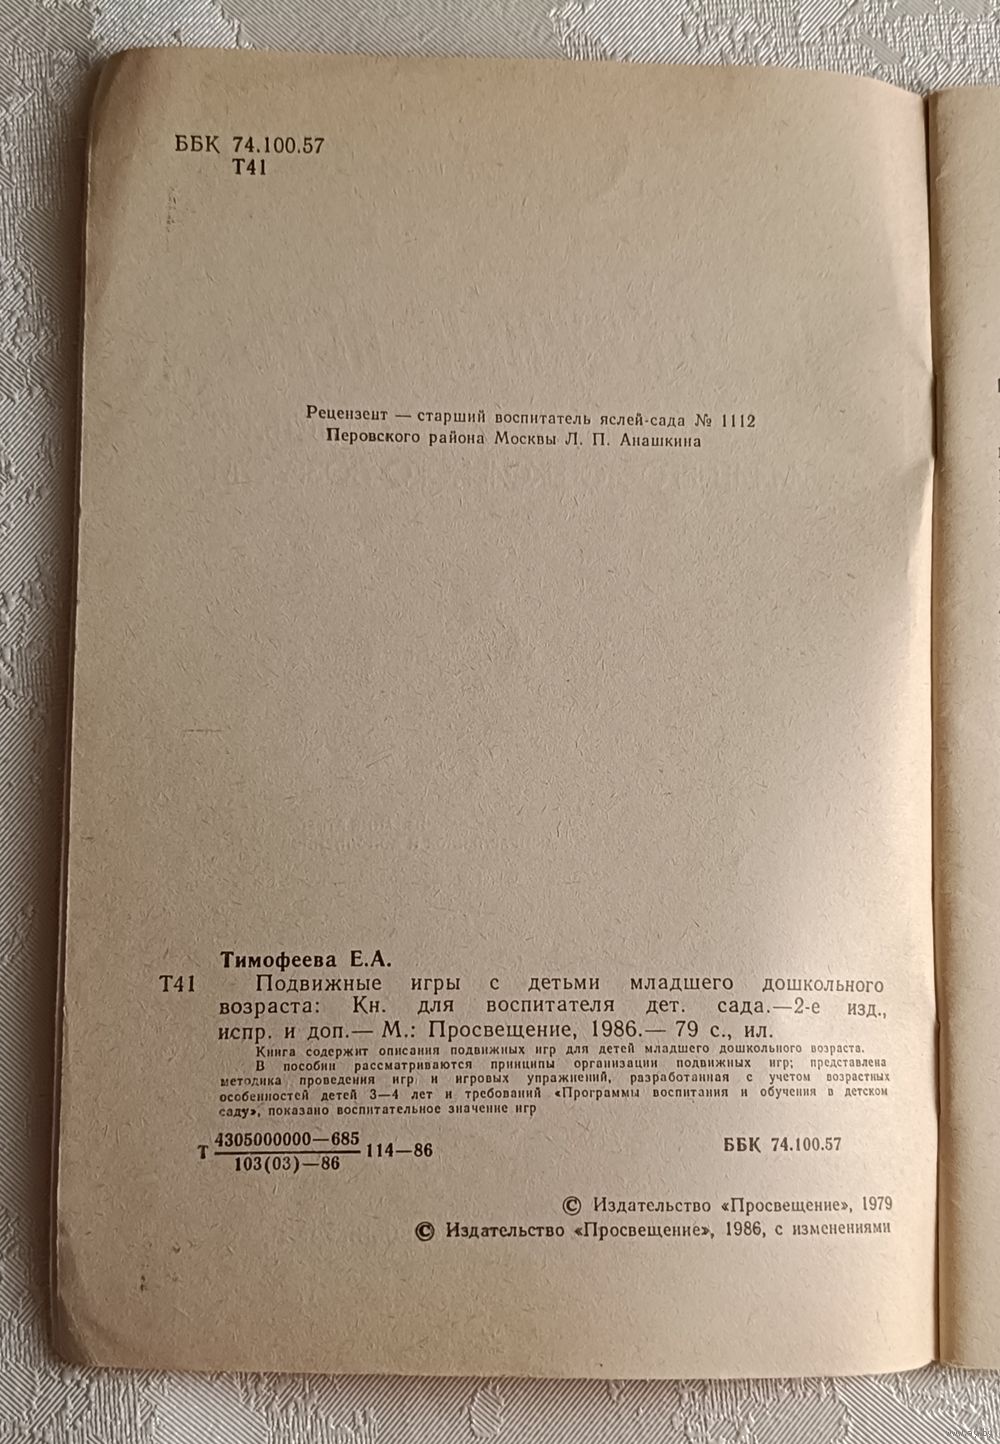 ББК 74.100.57
Т41
Рецензент — старший воспитатель яслей-сада № 1112
Перовского района Москвы Л. П. Анашкина
Тимофеева Е.А.
Т41 Подвижные игры с детьми младшего дошкольного
возраста: Кн. для воспитателя дет. сада.—2-е изд.,
испр. и доп.— М.: Просвещение, 1986.— 79 с., ил.
Книга содержит описания подвижных игр для детей младшего дошкольного возраста.
В пособии рассматриваются принципы организации подвижных игр; представлена
методика проведения игр и игровых упражнений, разработанная с учетом возрастных
особенностей детей 3—4 лет и требований «Программы воспитания и обучения в детском
саду», показано воспитательное значение игр
Т 4305000000—685 114—86
103(03)—86
ББК 74.100.57
© Издательство «Просвещение», 1979
© Издательство «Просвещение», 1986, с изменениями